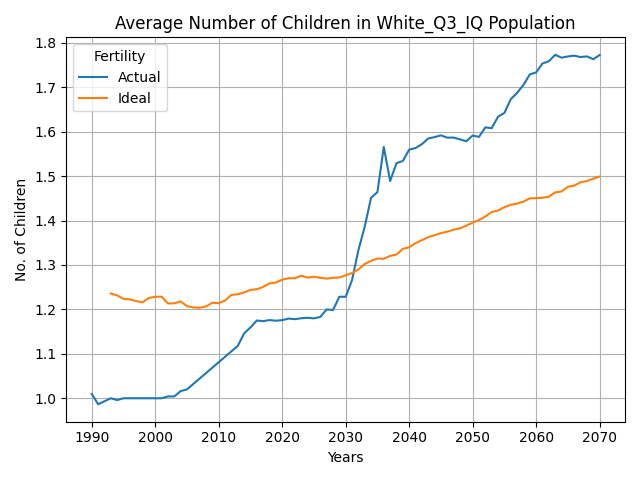 Average Number of Children in White_Q3_IQ Population
Fertility
Actual
Ideal
No. of Children
1.8
1.7
1.6
1.5
1.4
1.3
1.2
1.1
1.0
1990 2000 2010 2020 2030 2040 2050 2060 2070
Years